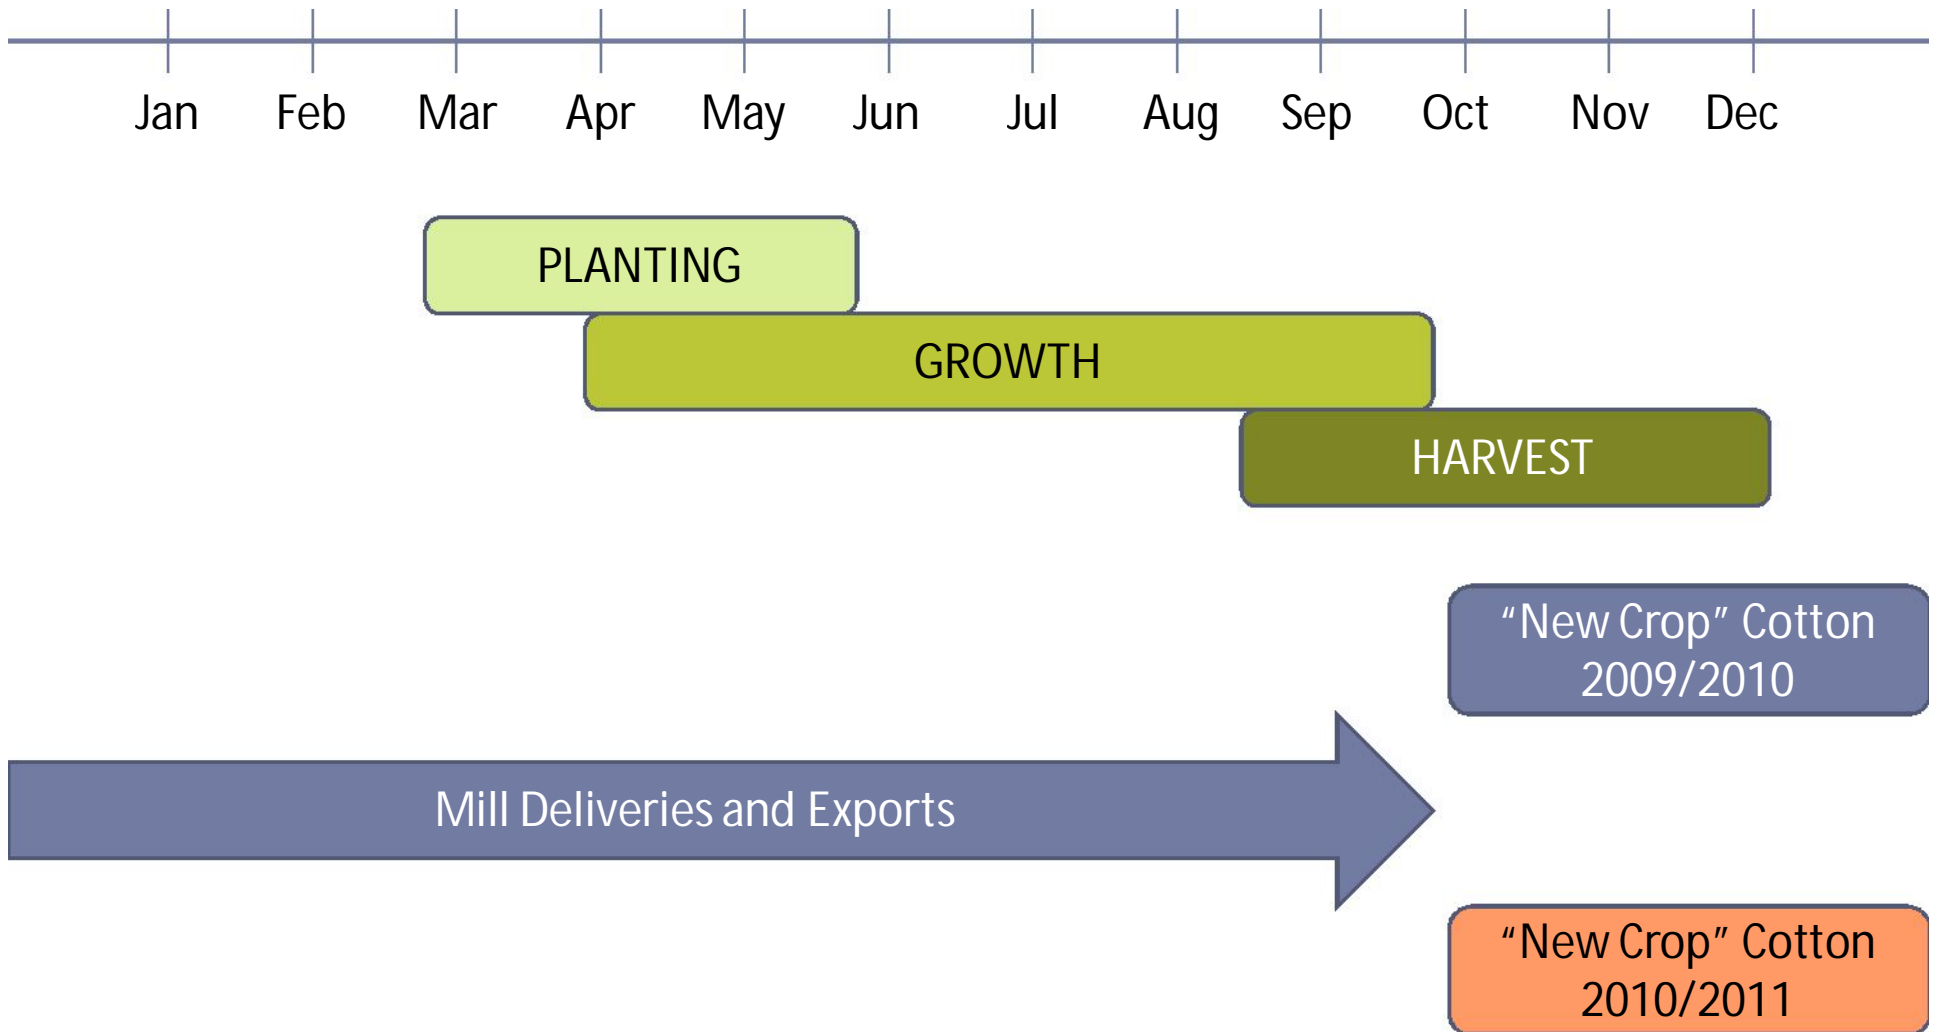 Jan Feb Mar Apr May Jun Jul Aug Sep Oct Nov Dec
PLANTING
GROWTH
HARVEST
“New Crop” Cotton
2009/2010
Mill Deliveries and Exports
“New Crop” Cotton
2010/2011